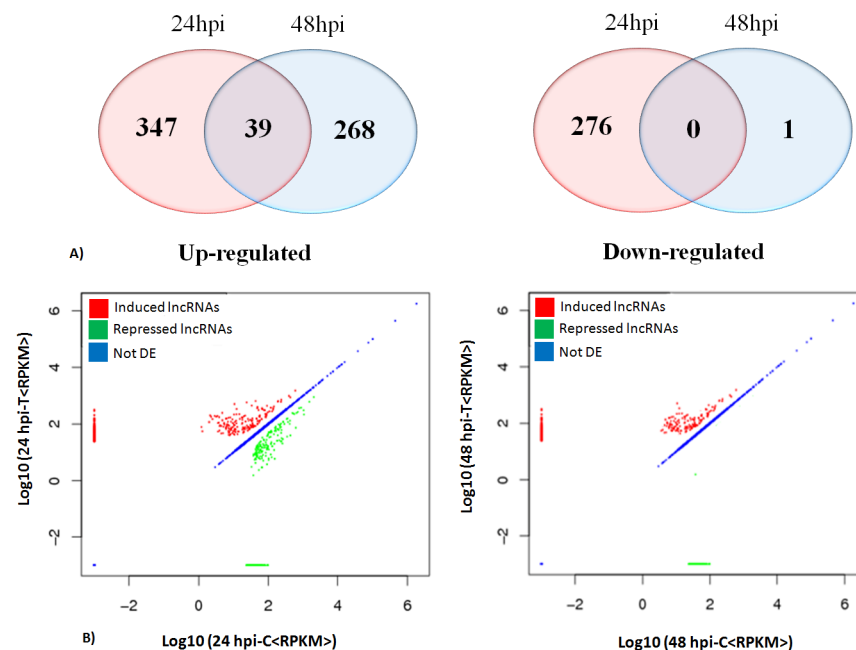 24hpi 48hpi
347 39 268
Up-regulated
24hpi 48hpi
276 0 1
Down-regulated
A)
Induced lncRNAs
Repressed lncRNAs
Not DE
6
4
2
0
−2
−2 0 2 4 6
Log10 (24 hpi-T<RPKM>)
Log10 (24 hpi-C<RPKM>)
Induced lncRNAs
Repressed lncRNAs
Not DE
6
4
2
0
−2
−2 0 2 4 6
Log10 (48 hpi-T<RPKM>)
Log10 (48 hpi-C<RPKM>)
B)